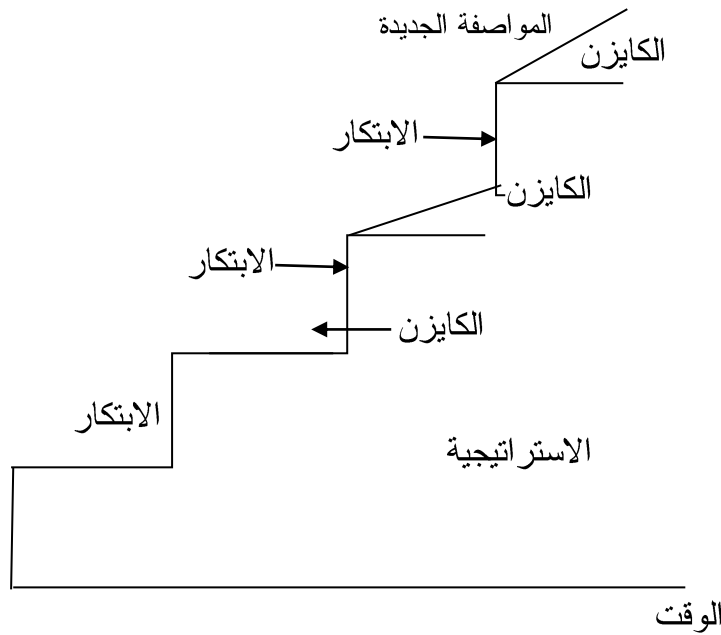 المواصفة الجديدة
الكايزن
الابتكار
الكايزن
الابتكار
الكايزن
الابتكار
الاستراتيجية
الوقت